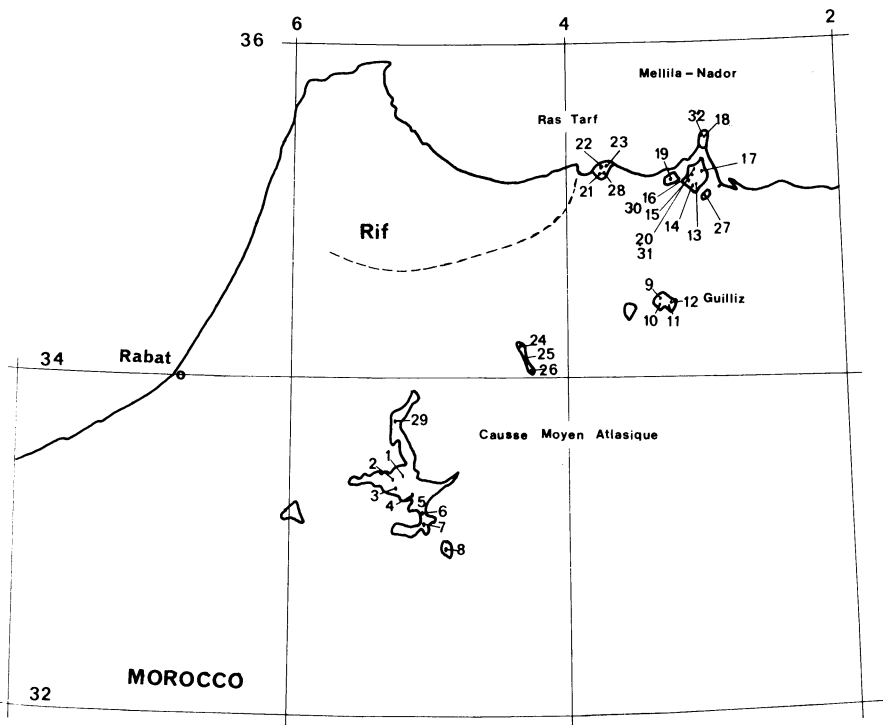 6 4 2
36
Mellila – Nador
Ras Tarf
32 18
22 23
19 17
21 28
16
30
15
14 13 27
20
31
Rif
9
12 Guilliz
10 11
24
25
26
34 Rabat
29
Causse Moyen Atlasique
1
2
3
4 5
6
7
8
MOROCCO
32